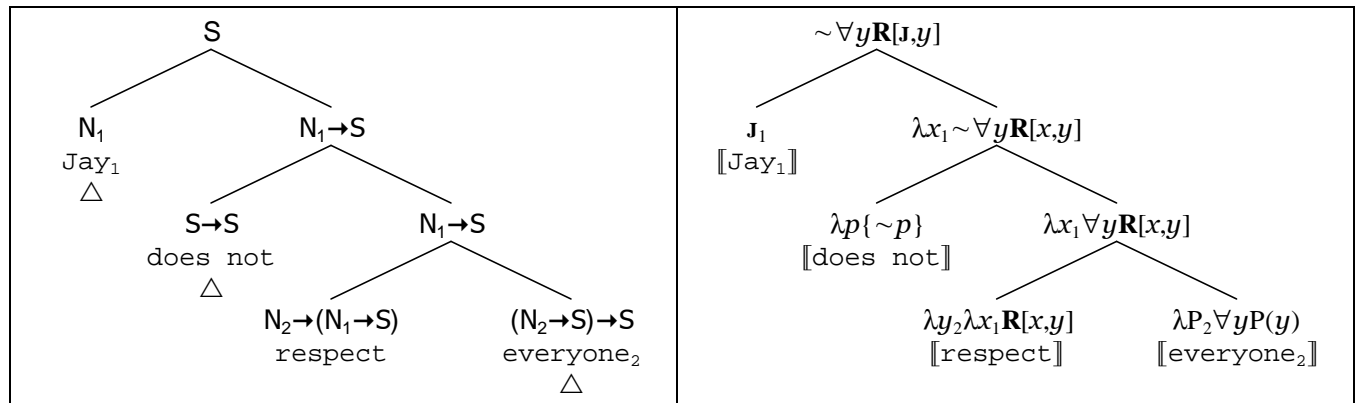 S
N₁ N₁→S
Jay₁
△
S→S N₁→S
does not
△
N₂→(N₁→S) (N₂→S)→S
respect everyone₂
△
~∀yR[J,y]
J₁ λx₁~∀yR[x,y]
⟦Jay₁⟧
λp{~p} λx₁∀yR[x,y]
⟦does not⟧
λy₂λx₁R[x,y] λP₂∀yP(y)
⟦respect⟧ ⟦everyone₂⟧